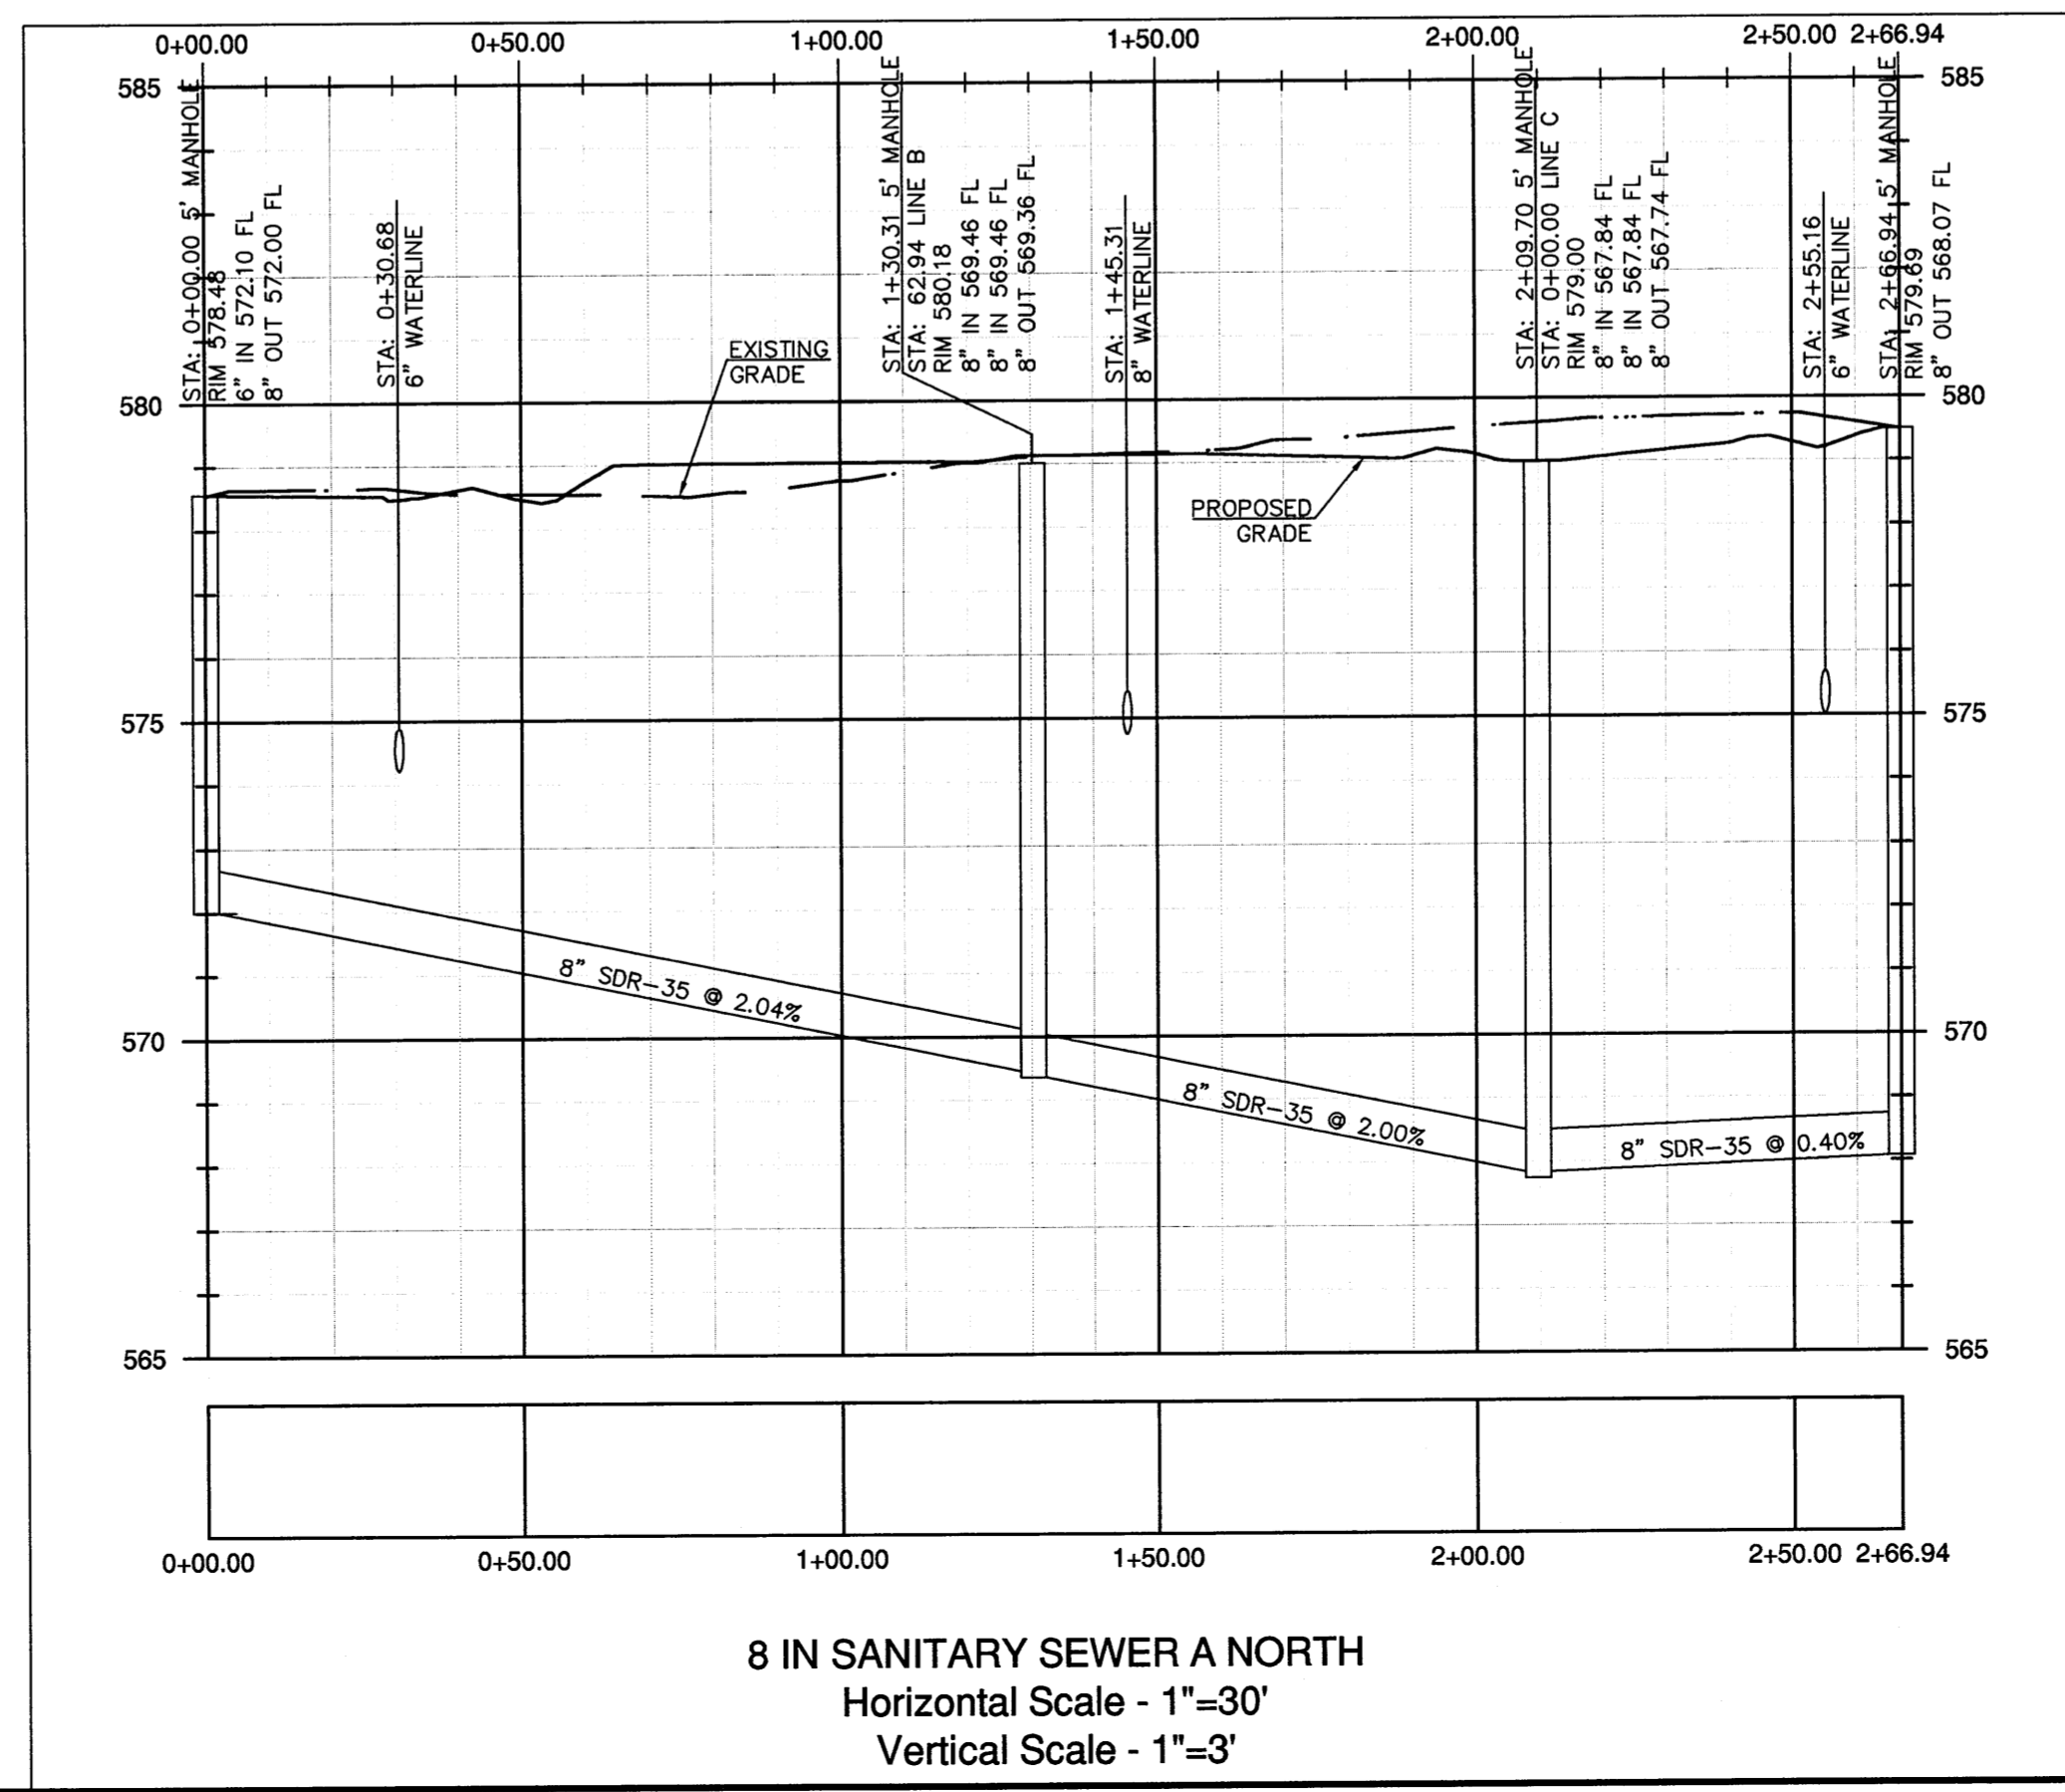 0+00.00 0+50.00 1+00.00 1+50.00 2+00.00 2+50.00 2+66.94
585 585
STA: 0+00.00 5' MANHOLE
RIM 578.48
6" IN 572.10 FL
8" OUT 572.00 FL
STA: 0+30.68
6" WATERLINE
STA: 1+30.31 5' MANHOLE
STA: 62.94 LINE B
RIM 580.18
8" IN 569.46 FL
8" IN 569.46 FL
8" OUT 569.36 FL
STA: 1+45.31
8" WATERLINE
STA: 2+09.70 5' MANHOLE
STA: 0+00.00 LINE C
RIM 579.00
8" IN 567.84 FL
8" IN 567.84 FL
8" OUT 567.74 FL
STA: 2+55.16
6" WATERLINE
STA: 2+66.94 5' MANHOLE
RIM 579.69
8" OUT 568.07 FL
EXISTING
GRADE
580 580
PROPOSED
GRADE
575 575
8" SDR-35 @ 2.04%
570 570
8" SDR-35 @ 2.00%
8" SDR-35 @ 0.40%
565 565
0+00.00 0+50.00 1+00.00 1+50.00 2+00.00 2+50.00 2+66.94
8 IN SANITARY SEWER A NORTH
Horizontal Scale - 1"=30'
Vertical Scale - 1"=3'